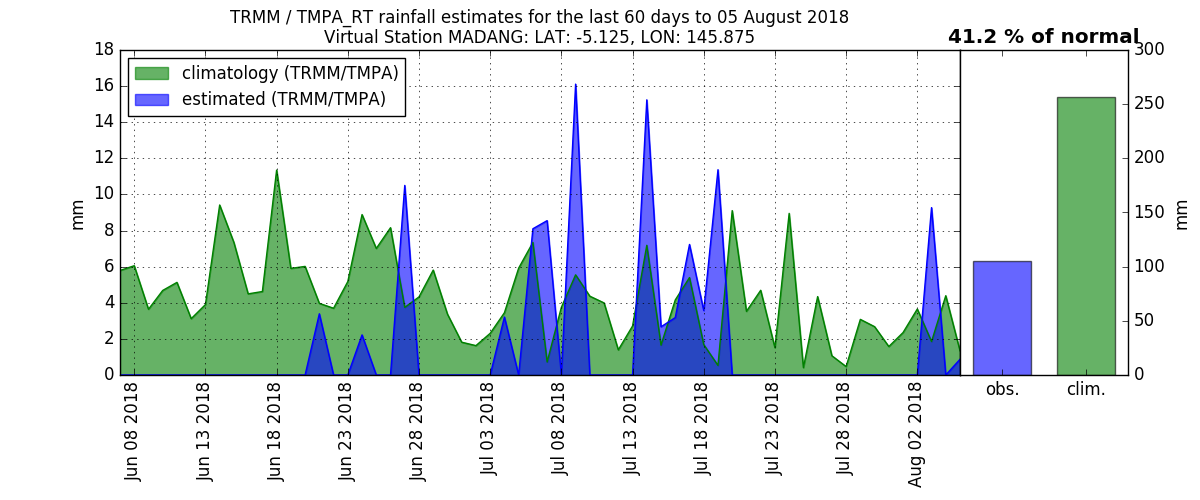 TRMM / TMPA_RT rainfall estimates for the last 60 days to 05 August 2018
Virtual Station MADANG: LAT: -5.125, LON: 145.875
41.2 % of normal
climatology (TRMM/TMPA)
estimated (TRMM/TMPA)
mm
18
16
14
12
10
8
6
4
2
0
Jun 08 2018
Jun 13 2018
Jun 18 2018
Jun 23 2018
Jun 28 2018
Jul 03 2018
Jul 08 2018
Jul 13 2018
Jul 18 2018
Jul 23 2018
Jul 28 2018
Aug 02 2018
obs.
clim.
300
250
200
150
100
50
0
mm